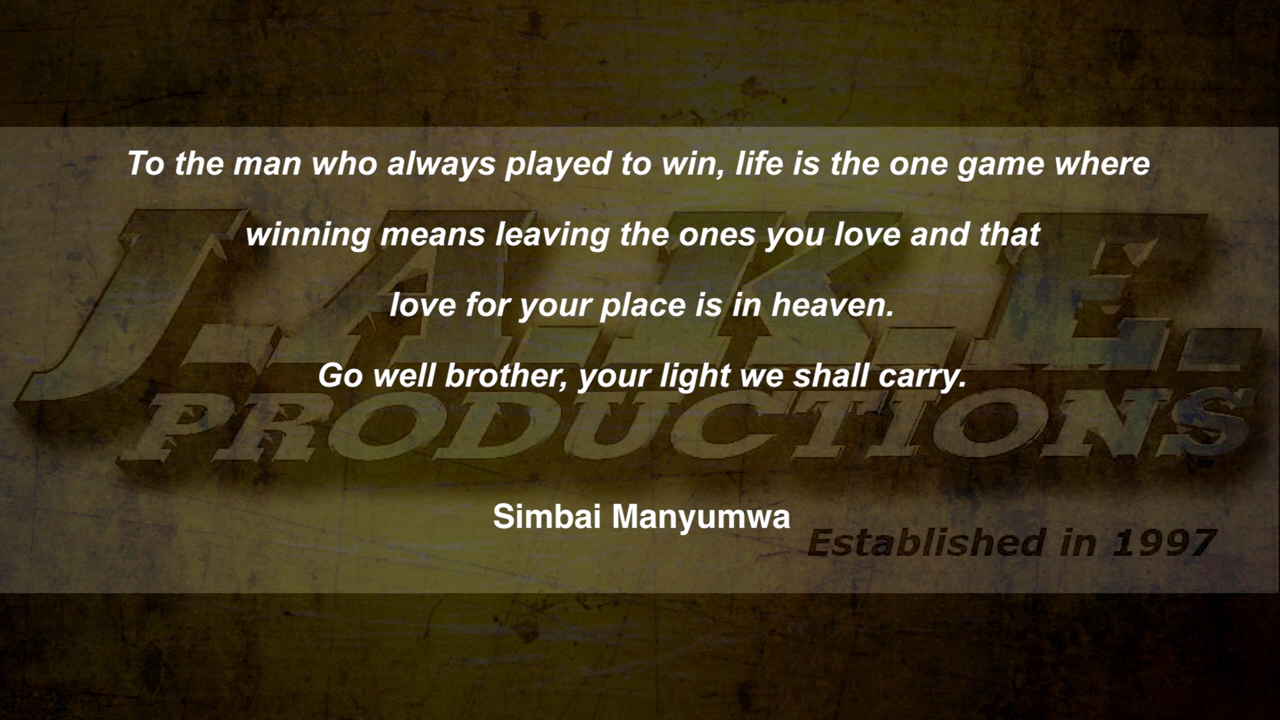 To the man who always played to win, life is the one game where
winning means leaving the ones you love and that
love for your place is in heaven.
Go well brother, your light we shall carry.
J.A.K.E.
PRODUCTIONS
Simbai Manyumwa
Established in 1997